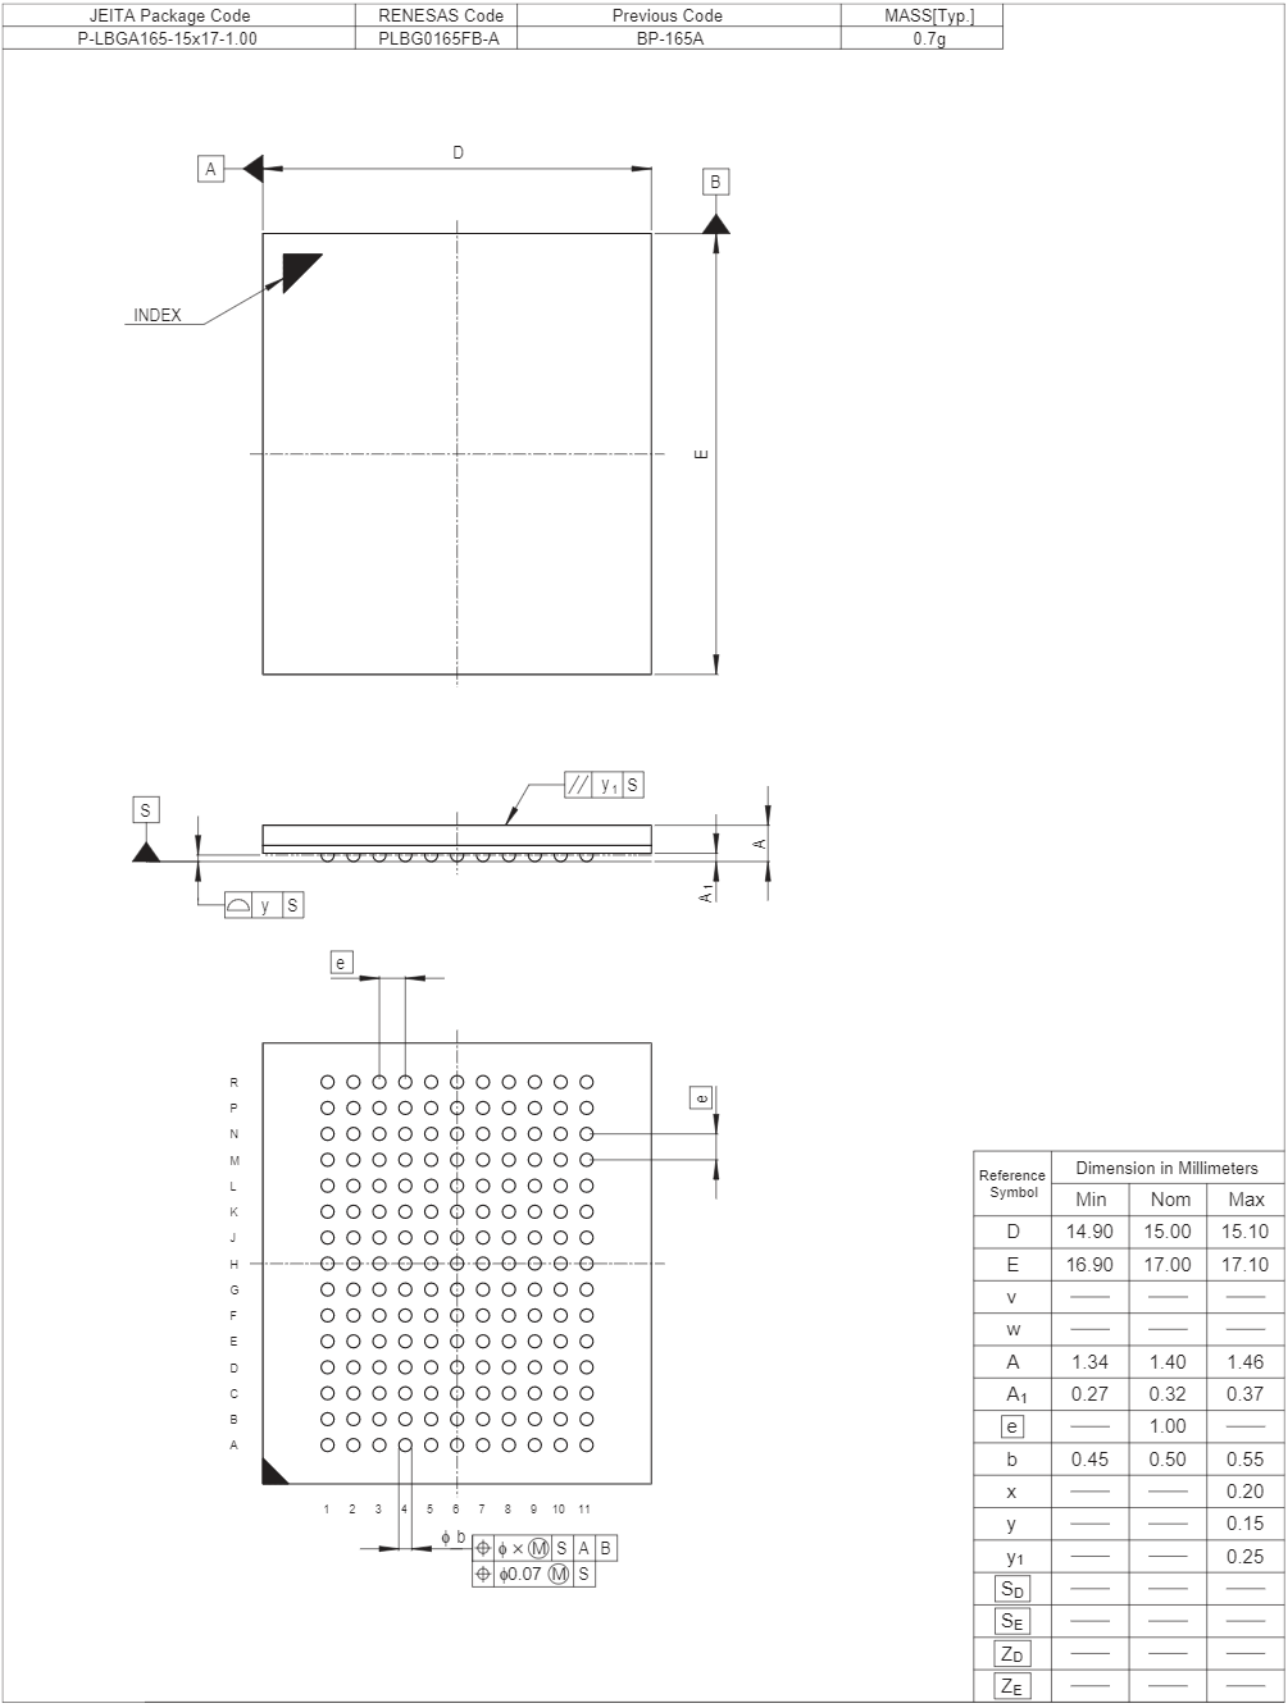 JEITA Package Code RENESAS Code Previous Code MASS[Typ.]
P-LBGA165-15x17-1.00 PLBG0165FB-A BP-165A 0.7g
D
A
B
INDEX
E
// y1 S
S
A
A1
⌓ y S
e
e
R
P
N
M
L
K
J
H
G
F
E
D
C
B
A
1 2 3 4 5 6 7 8 9 10 11
ϕ b
⌖ ϕ × Ⓜ S A B
⌖ ϕ0.07 Ⓜ S
Reference Symbol Dimension in Millimeters
Min Nom Max
D 14.90 15.00 15.10
E 16.90 17.00 17.10
v — — —
w — — —
A 1.34 1.40 1.46
A1 0.27 0.32 0.37
e — 1.00 —
b 0.45 0.50 0.55
x — — 0.20
y — — 0.15
y1 — — 0.25
SD — — —
SE — — —
ZD — — —
ZE — — —